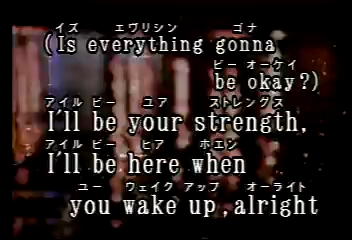 イズ エヴリシン ゴナ
(Is everything gonna
ビー オーケイ
be okay?)
アイル ビー ユア ストレングス
I'll be your strength,
アイル ビー ヒア ホエン
I'll be here when
ユー ウェイク アップ オーライト
you wake up,alright